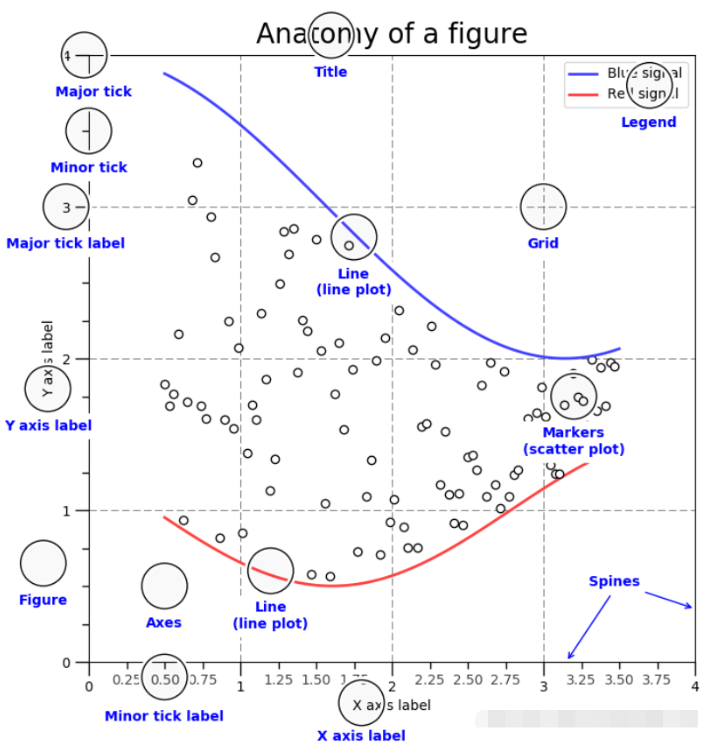 Anatomy of a figure
4
Title
Blue signal
Red signal
Major tick
Legend
Minor tick
3
Major tick label
Grid
Line
(line plot)
2
Y axis label
Y axis label
Markers
(scatter plot)
1
Figure
Axes
Line
(line plot)
Spines
0
0 0.25 0.50 0.75 1 1.25 1.50 1.75 2 2.25 2.50 2.75 3 3.25 3.50 3.75 4
Minor tick label
X axis label
X axis label